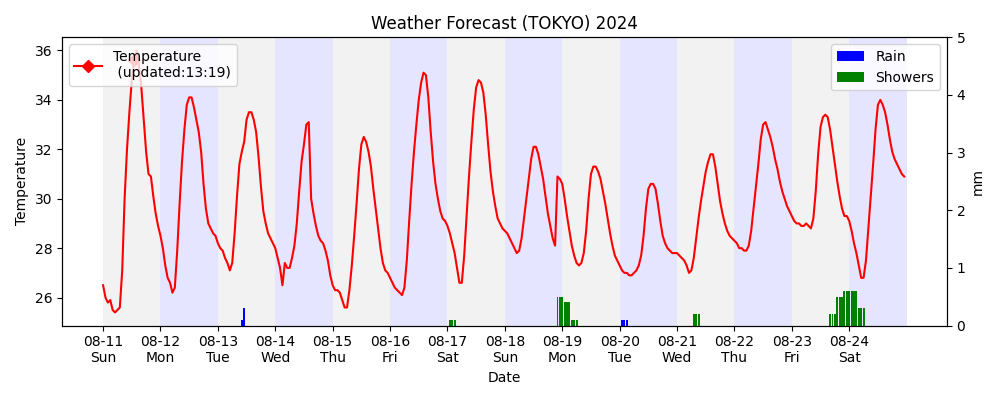 Weather Forecast (TOKYO) 2024
Temperature
(updated:13:19)
Rain
Showers
Temperature
36
34
32
30
28
26
5
4
3
2
1
0
mm
08-11 08-12 08-13 08-14 08-15 08-16 08-17 08-18 08-19 08-20 08-21 08-22 08-23 08-24
Sun Mon Tue Wed Thu Fri Sat Sun Mon Tue Wed Thu Fri Sat
Date